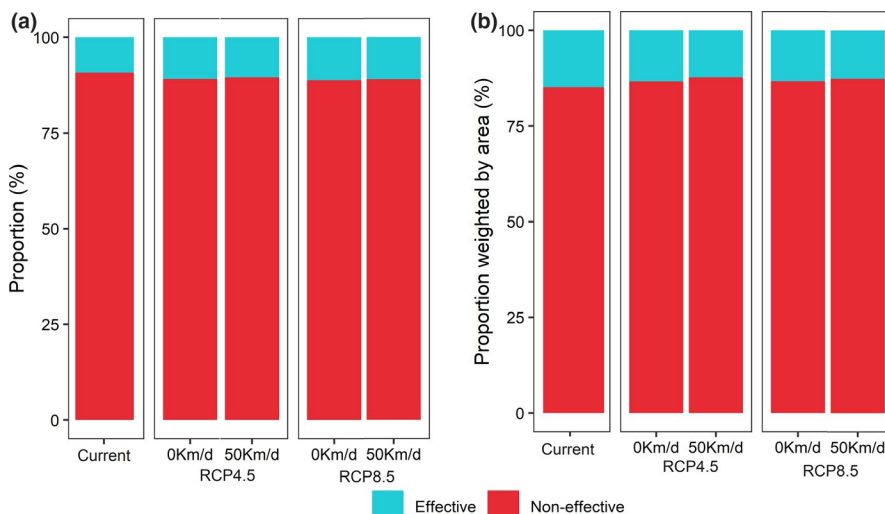 (a)
Proportion (%)
100
75
50
25
0
Current
0Km/d 50Km/d
RCP4.5
0Km/d 50Km/d
RCP8.5
(b)
Proportion weighted by area (%)
100
75
50
25
0
Current
0Km/d 50Km/d
RCP4.5
0Km/d 50Km/d
RCP8.5
Effective Non-effective